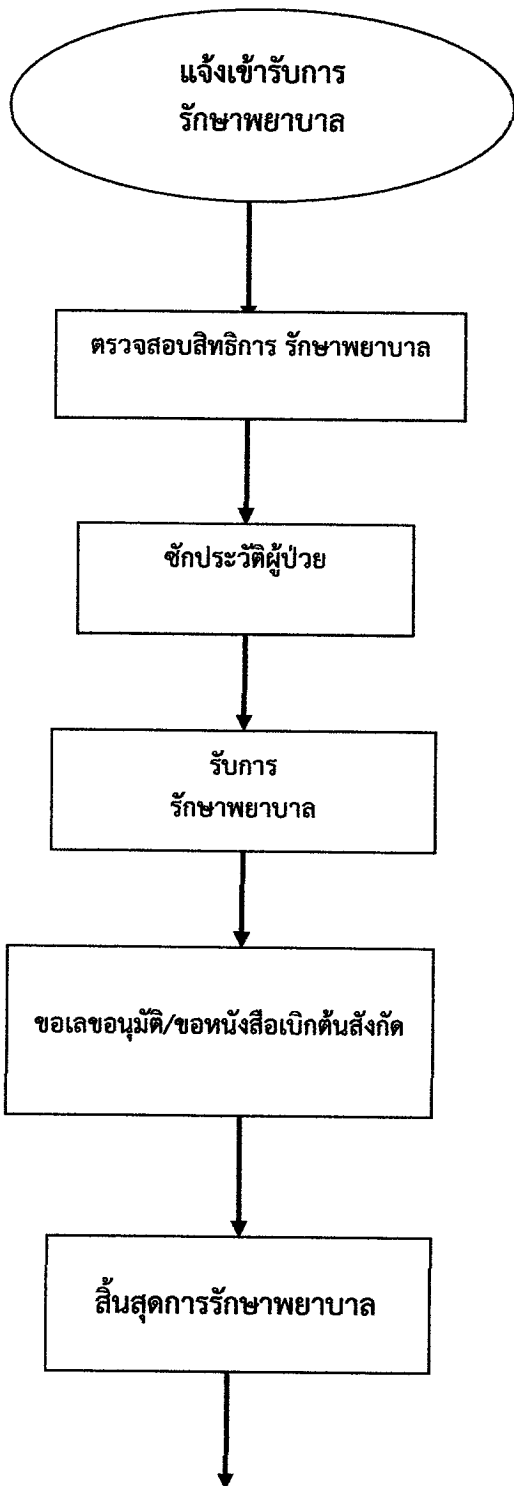 แจ้งเข้ารับการ
รักษาพยาบาล
ตรวจสอบสิทธิการ รักษาพยาบาล
ซักประวัติผู้ป่วย
รับการ
รักษาพยาบาล
ขอเลขอนุมัติ/ขอหนังสือเบิกต้นสังกัด
สิ้นสุดการรักษาพยาบาล